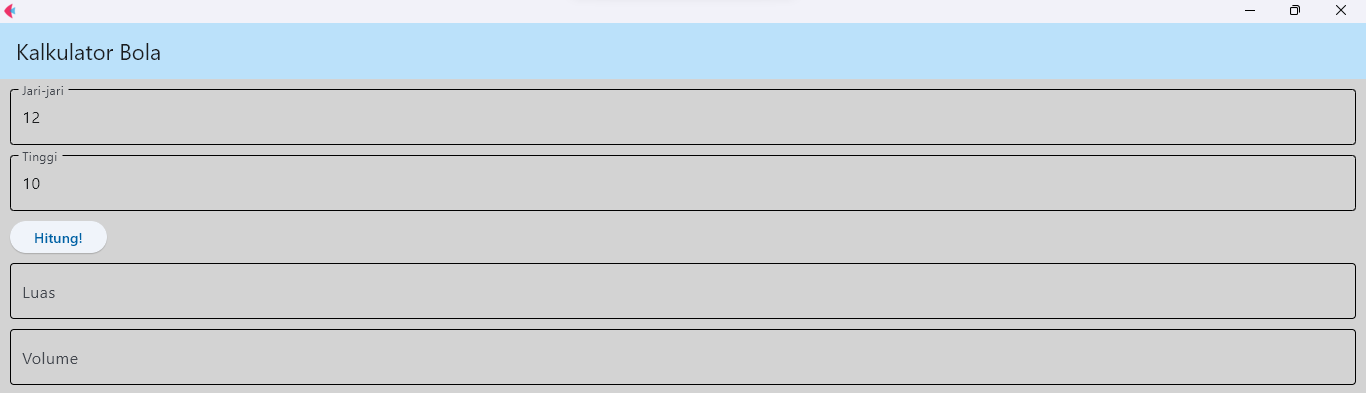 Kalkulator Bola
Jari-jari
12
Tinggi
10
Hitung!
Luas
Volume